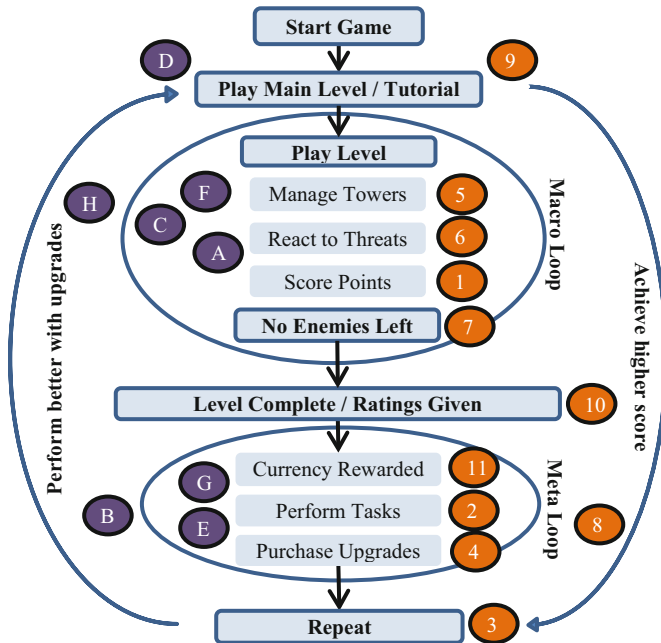 Start Game
D
9
Play Main Level / Tutorial
Play Level
F
Manage Towers
5
H
C
React to Threats
6
A
Score Points
1
Macro Loop
No Enemies Left
7
Perform better with upgrades
Achieve higher score
Level Complete / Ratings Given
10
Currency Rewarded
11
G
Perform Tasks
2
B
E
Purchase Upgrades
4
Meta Loop
8
Repeat
3